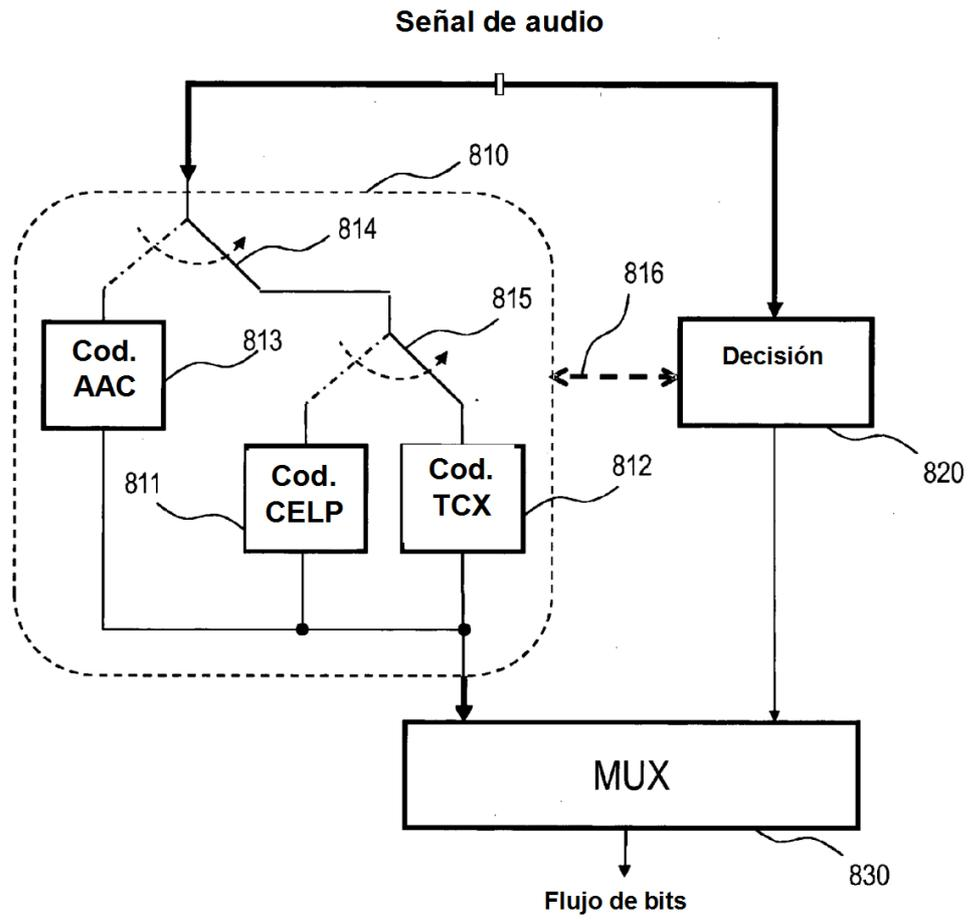 Señal de audio
810
814
816
815
813
Cod.
AAC
Decisión
820
811
Cod.
CELP
Cod.
TCX
812
MUX
830
Flujo de bits